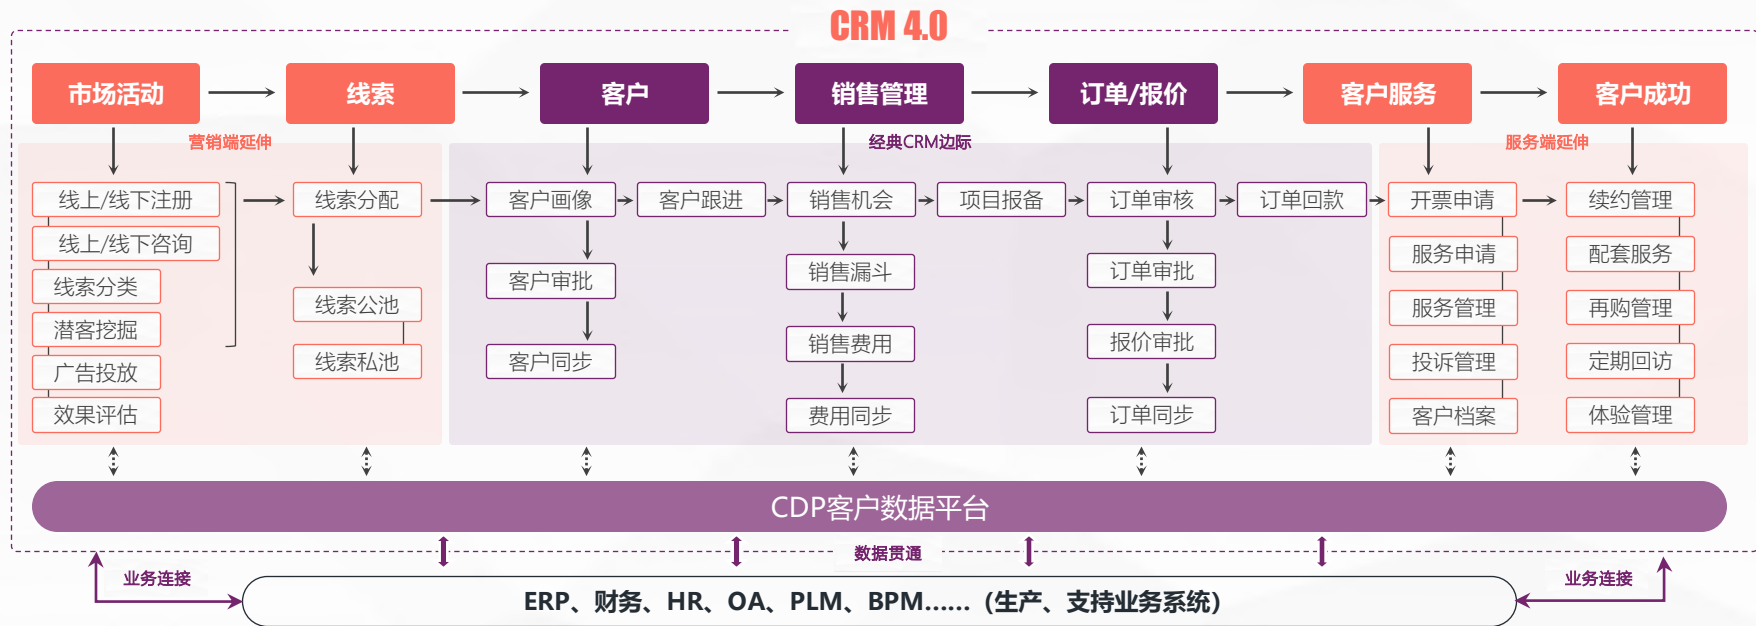 CRM 4.0
市场活动
线索
客户
销售管理
订单/报价
客户服务
客户成功
营销端延伸
经典CRM边际
服务端延伸
线上/线下注册
线上/线下咨询
线索分类
潜客挖掘
广告投放
效果评估
线索分配
线索公池
线索私池
客户画像
客户审批
客户同步
客户跟进
销售机会
销售漏斗
销售费用
费用同步
项目报备
订单审核
订单审批
报价审批
订单同步
订单回款
开票申请
服务申请
服务管理
投诉管理
客户档案
续约管理
配套服务
再购管理
定期回访
体验管理
CDP客户数据平台
数据贯通
业务连接
业务连接
ERP、财务、HR、OA、PLM、BPM......（生产、支持业务系统）